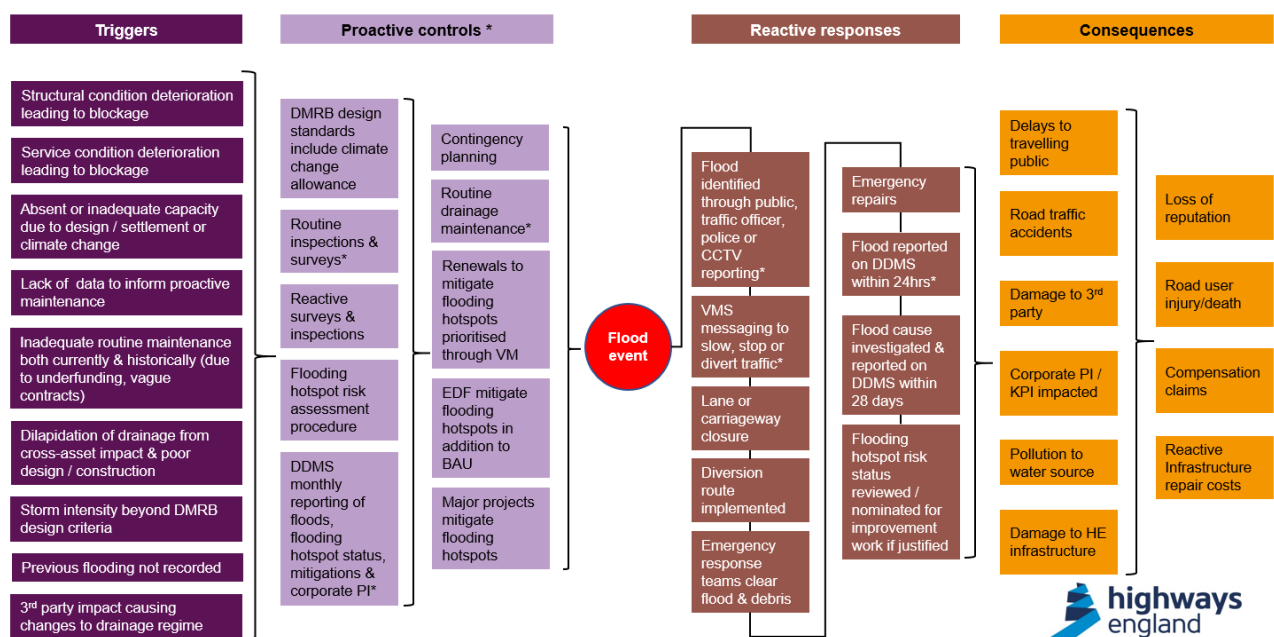 Triggers
Proactive controls *
Reactive responses
Consequences
Structural condition deterioration
leading to blockage
Service condition deterioration
leading to blockage
Absent or inadequate capacity
due to design / settlement or
climate change
Lack of  data to inform proactive
maintenance
Inadequate routine maintenance
both currently & historically (due
to underfunding, vague
contracts)
Dilapidation of drainage from
cross-asset impact & poor
design / construction
Storm intensity beyond DMRB
design criteria
Previous flooding not recorded
3rd party impact causing
changes to drainage regime
DMRB design
standards
include climate
change
allowance
Routine
inspections &
surveys*
Reactive
surveys &
inspections
Flooding
hotspot risk
assessment
procedure
DDMS
monthly
reporting of
floods,
flooding
hotspot status,
mitigations &
corporate PI*
Contingency
planning
Routine
drainage
maintenance*
Renewals to
mitigate
flooding
hotspots
prioritised
through VM
EDF mitigate
flooding
hotspots in
addition to
BAU
Major projects
mitigate
flooding
hotspots
Flood
event
Flood
identified
through public,
traffic officer,
police or
CCTV
reporting*
VMS
messaging to
slow, stop or
divert traffic*
Lane or
carriageway
closure
Diversion
route
implemented
Emergency
response
teams clear
flood & debris
Emergency
repairs
Flood reported
on DDMS
within 24hrs*
Flood cause
investigated &
reported on
DDMS within
28 days
Flooding
hotspot risk
status
reviewed /
nominated for
improvement
work if justified
Delays to
travelling
public
Road traffic
accidents
Damage to 3rd
party
Corporate PI /
KPI impacted
Pollution to
water source
Damage to HE
infrastructure
Loss of
reputation
Road user
injury/death
Compensation
claims
Reactive
Infrastructure
repair costs
highways
england